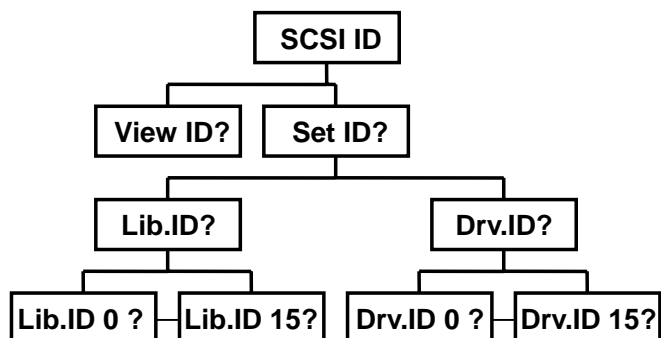 SCSI ID
View ID?
Set ID?
Lib.ID?
Drv.ID?
Lib.ID 0 ?
Lib.ID 15?
Drv.ID 0 ?
Drv.ID 15?